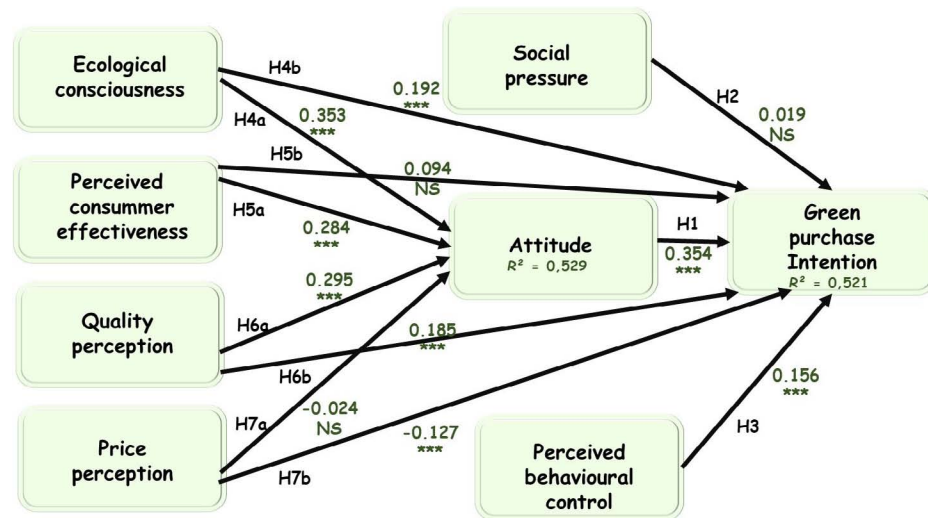 Ecological
consciousness
Social
pressure
H4b
0.192
***
H2
0.019
NS
H4a
0.353
***
H5b
0.094
NS
Perceived
consummer
effectiveness
H5a
0.284
***
Attitude
R² = 0,529
H1
0.354
***
Green
purchase
Intention
R² = 0,521
0.295
***
Quality
perception
H6a
0.185
***
H6b
0.156
***
Price
perception
H7a
-0.024
NS
-0.127
***
H7b
H3
Perceived
behavioural
control